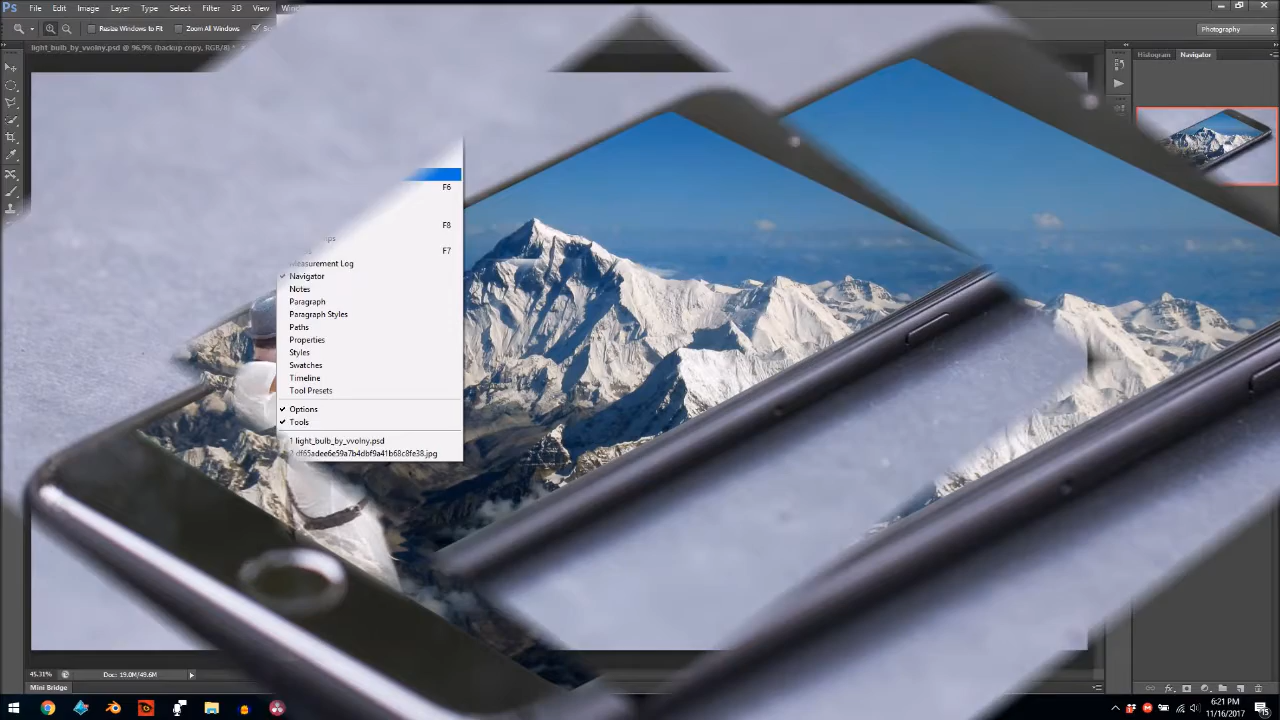 Ps File Edit Image Layer Type Select Filter 3D View
Resize Windows to Fit Zoom All Windows
Photography
light_bulb_by_vvolny.psd @ 96.9% (backup copy, RGB/8) *
Histogram Navigator
F6
F8
F7
Measurement Log
Navigator
Notes
Paragraph
Paragraph Styles
Paths
Properties
Styles
Swatches
Timeline
Tool Presets
Options
Tools
1 light_bulb_by_vvolny.psd
2 df65adee6e59a7b4dbf9a41b68c8fe38.jpg
45.31% Doc: 19.0M/49.6M
Mini Bridge
6:21 PM
11/16/2017